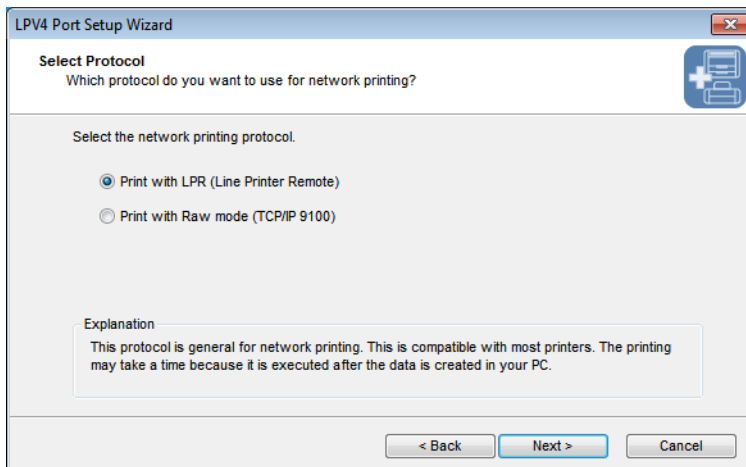 LPV4 Port Setup Wizard
Select Protocol
Which protocol do you want to use for network printing?
Select the network printing protocol.
Print with LPR (Line Printer Remote)
Print with Raw mode (TCP/IP 9100)
Explanation
This protocol is general for network printing. This is compatible with most printers. The printing
may take a time because it is executed after the data is created in your PC.
< Back Next > Cancel